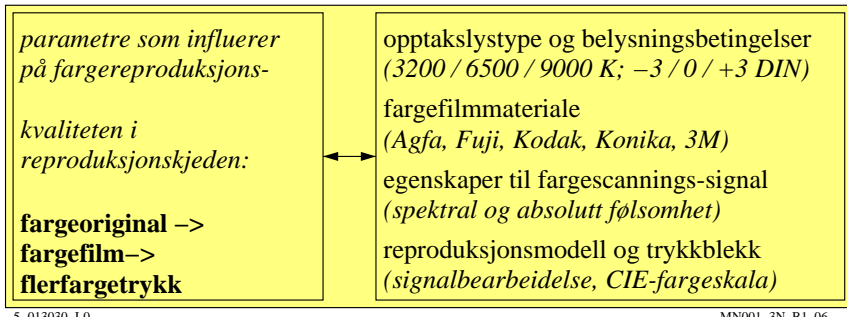 parametre som influerer
på fargereproduksjons-
kvaliteten i
reproduksjonskjeden:
fargeoriginal −>
fargefilm−>
flerfargetrykk
opptakslystype og belysningsbetingelser
(3200 / 6500 / 9000 K; −3 / 0 / +3 DIN)
fargefilmmateriale
(Agfa, Fuji, Kodak, Konika, 3M)
egenskaper til fargescannings-signal
(spektral og absolutt følsomhet)
reproduksjonsmodell og trykkblekk
(signalbearbeidelse, CIE-fargeskala)